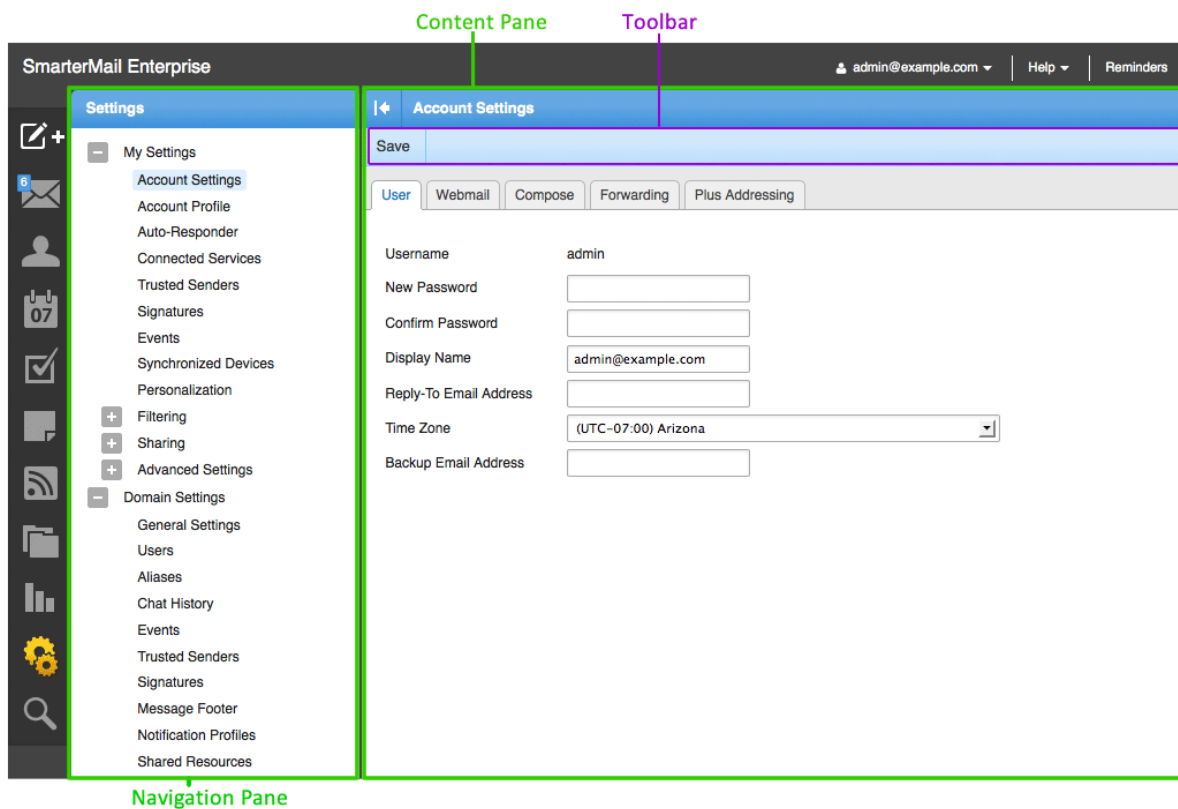 Content Pane Toolbar
SmarterMail Enterprise admin@example.com Help Reminders
Settings
Account Settings
Save
My Settings
Account Settings
Account Profile
Auto-Responder
Connected Services
Trusted Senders
Signatures
Events
Synchronized Devices
Personalization
Filtering
Sharing
Advanced Settings
Domain Settings
General Settings
Users
Aliases
Chat History
Events
Trusted Senders
Signatures
Message Footer
Notification Profiles
Shared Resources
6
07
User Webmail Compose Forwarding Plus Addressing
Username admin
New Password
Confirm Password
Display Name admin@example.com
Reply-To Email Address
Time Zone (UTC-07:00) Arizona
Backup Email Address
Navigation Pane